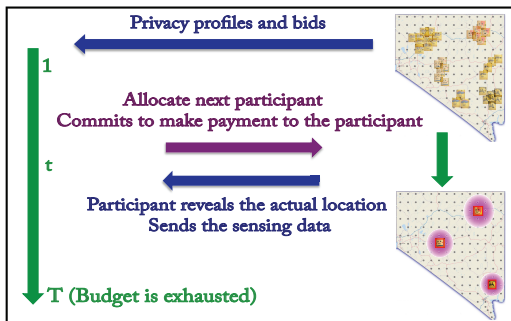 Privacy profiles and bids
1
Allocate next participant
Commits to make payment to the participant
t
Participant reveals the actual location
Sends the sensing data
T (Budget is exhausted)